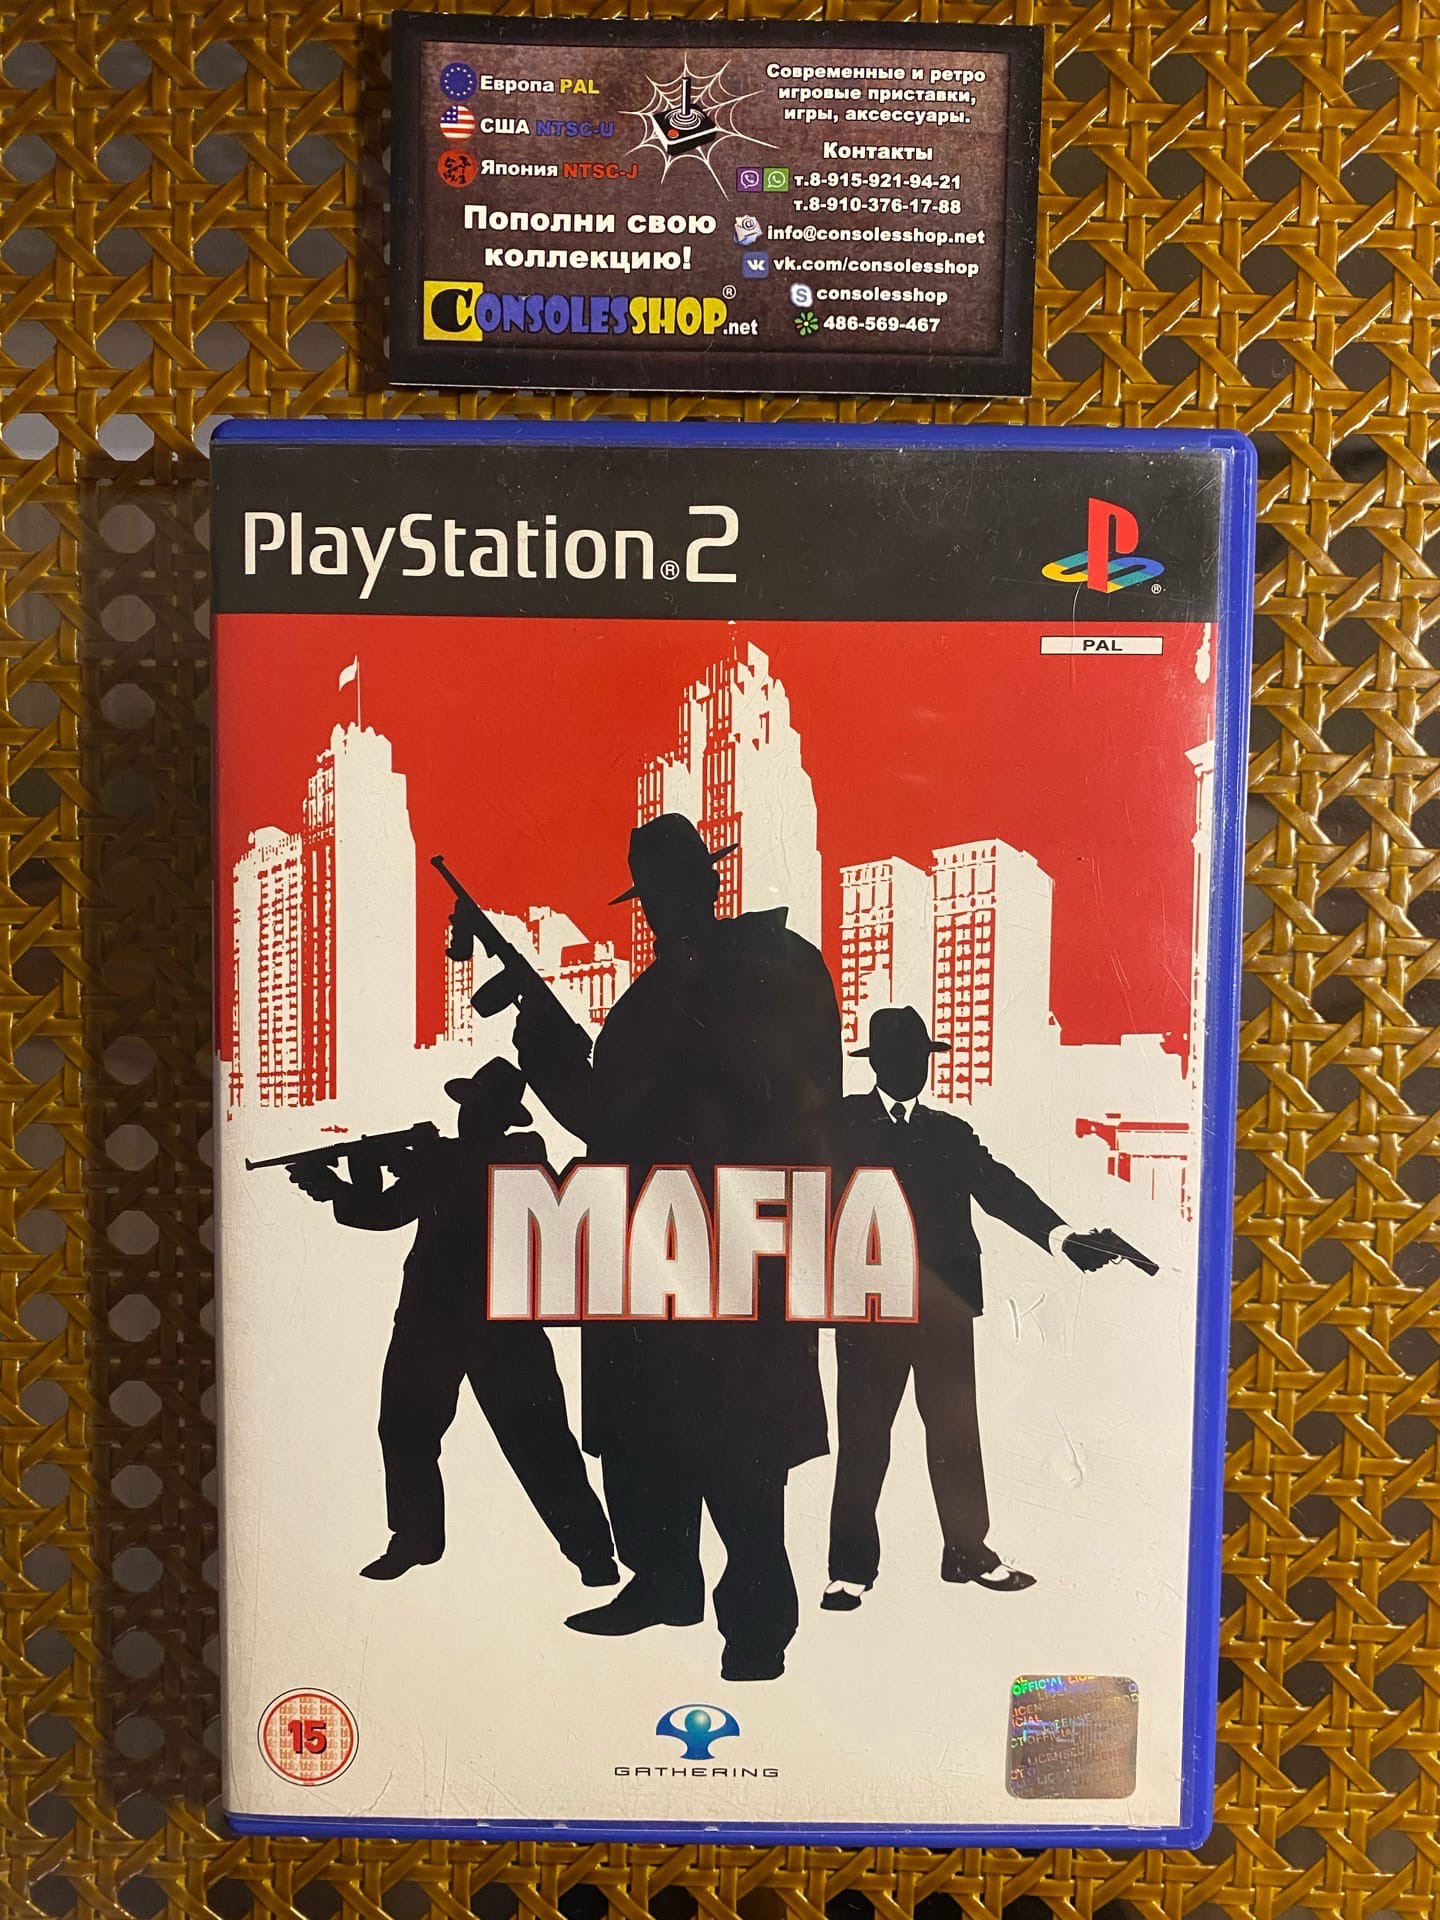 Европа PAL
США NTSC-U
Япония NTSC-J
Пополни свою
коллекцию!
CONSOLESSHOP®.net
Современные и ретро
игровые приставки,
игры, аксессуары.
Контакты
т.8-915-921-94-21
т.8-910-376-17-88
info@consolesshop.net
vk.com/consolesshop
consolesshop
486-569-467
PlayStation®2
PAL
MAFIA
K
15
GATHERING
OFFICIAL